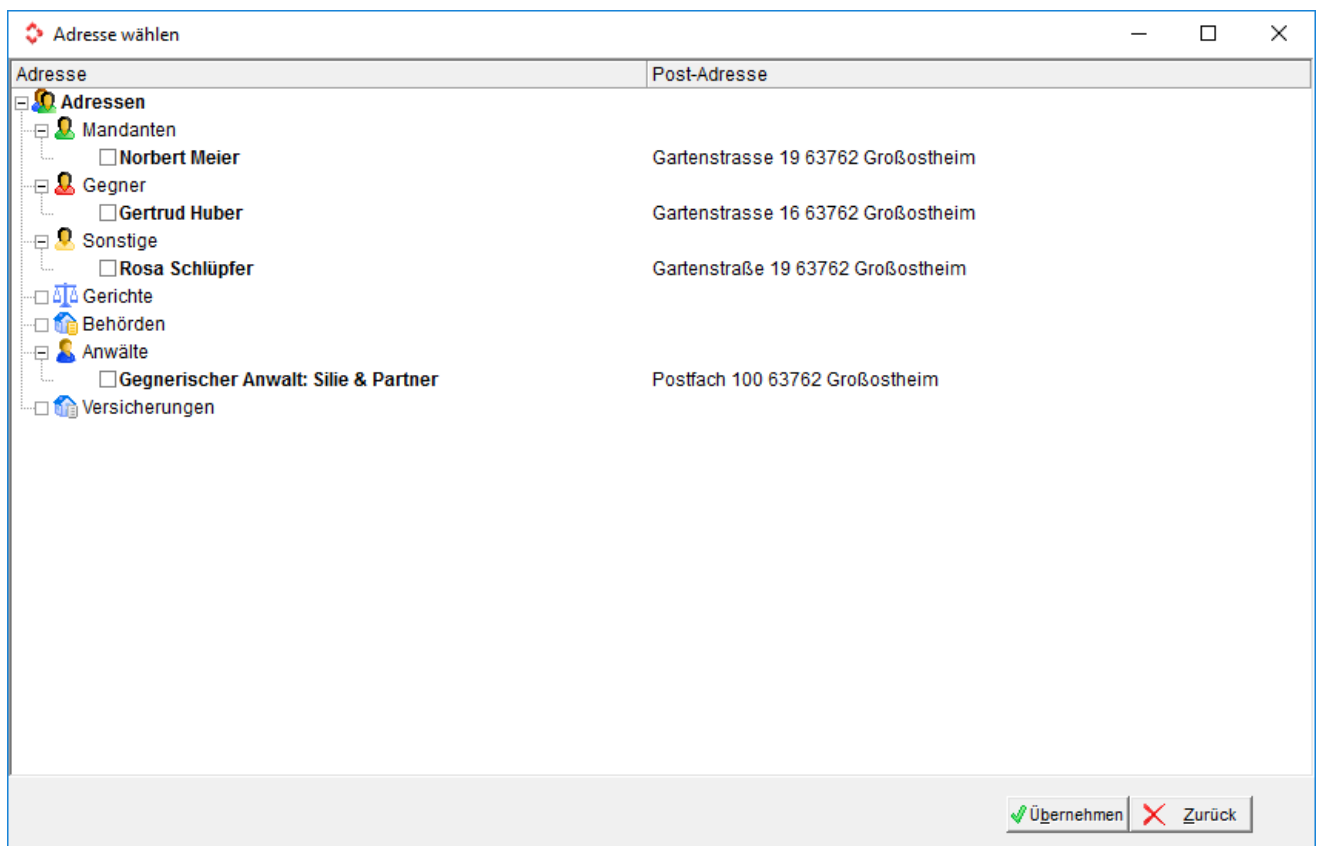 Adresse wählen
Adresse Post-Adresse
Adressen
Mandanten
Norbert Meier Gartenstrasse 19 63762 Großostheim
Gegner
Gertrud Huber Gartenstrasse 16 63762 Großostheim
Sonstige
Rosa Schlüpfer Gartenstraße 19 63762 Großostheim
Gerichte
Behörden
Anwälte
Gegnerischer Anwalt: Silie & Partner Postfach 100 63762 Großostheim
Versicherungen
Übernehmen Zurück